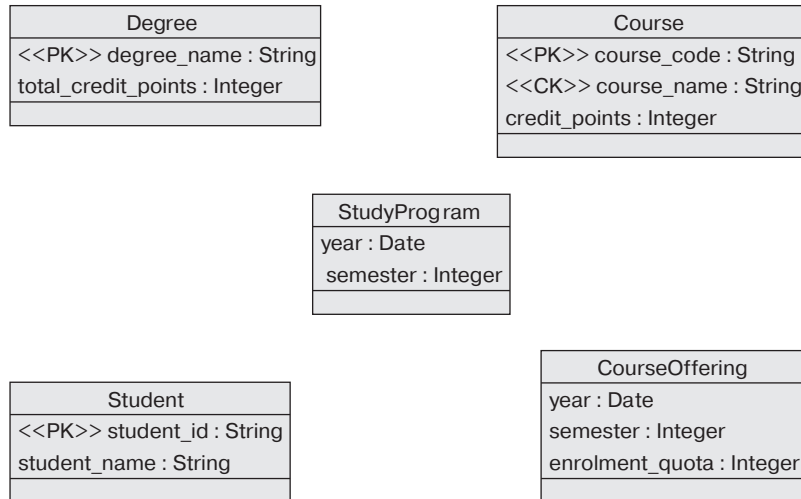 Degree
<<PK>> degree_name : String
total_credit_points : Integer
Course
<<PK>> course_code : String
<<CK>> course_name : String
credit_points : Integer
StudyProgram
year : Date
semester : Integer
Student
<<PK>> student_id : String
student_name : String
CourseOffering
year : Date
semester : Integer
enrolment_quota : Integer